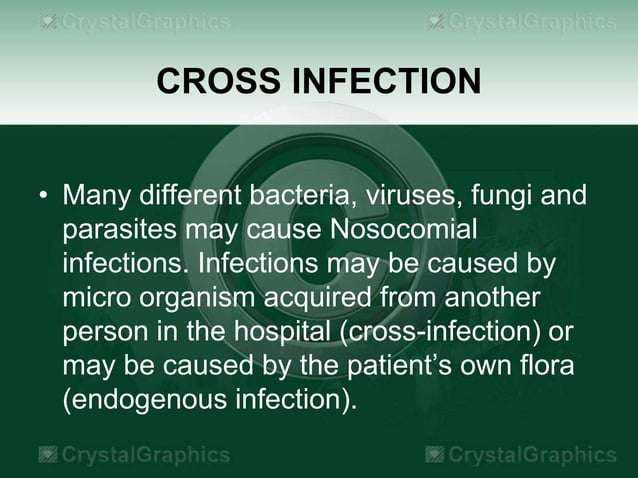 CrystalGraphics CrystalGraphics
CROSS INFECTION
• Many different bacteria, viruses, fungi and
parasites may cause Nosocomial
infections. Infections may be caused by
micro organism acquired from another
person in the hospital (cross-infection) or
may be caused by the patient’s own flora
(endogenous infection).
CrystalGraphics CrystalGraphics